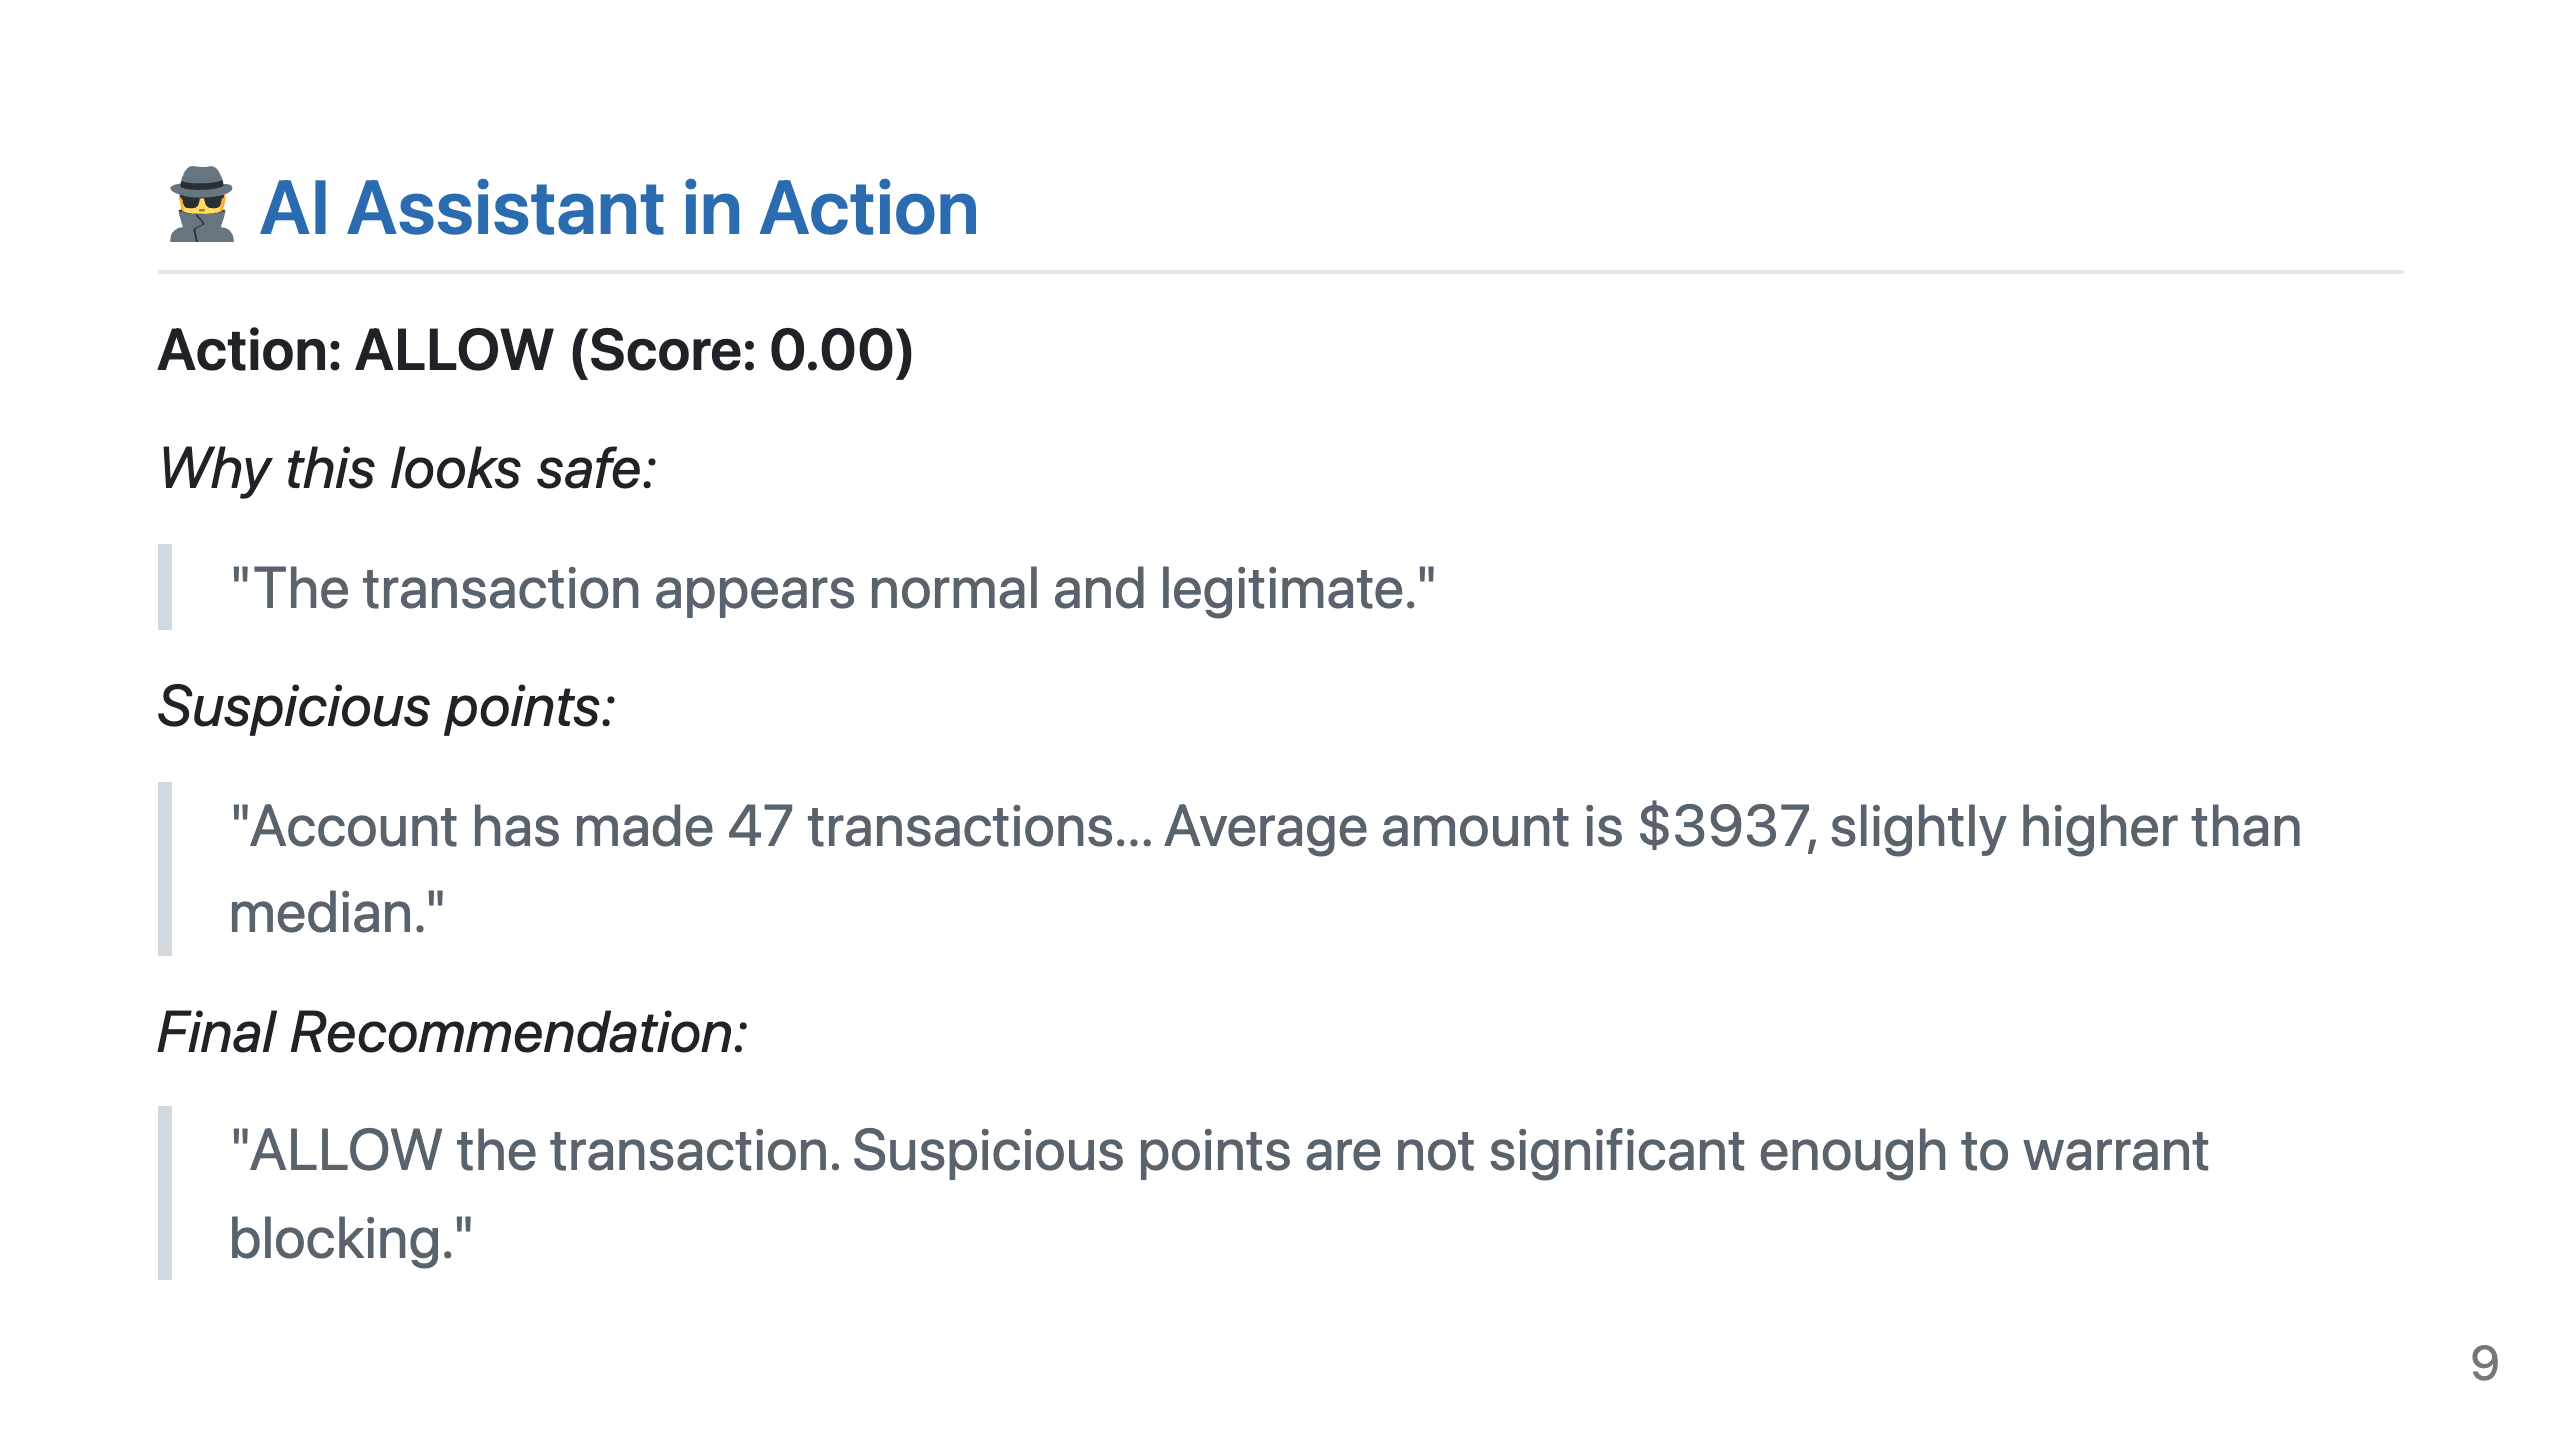 AI Assistant in Action
Action: ALLOW (Score: 0.00)
Why this looks safe:
"The transaction appears normal and legitimate."
Suspicious points:
"Account has made 47 transactions... Average amount is $3937, slightly higher than
median."
Final Recommendation:
"ALLOW the transaction. Suspicious points are not significant enough to warrant
blocking."
9